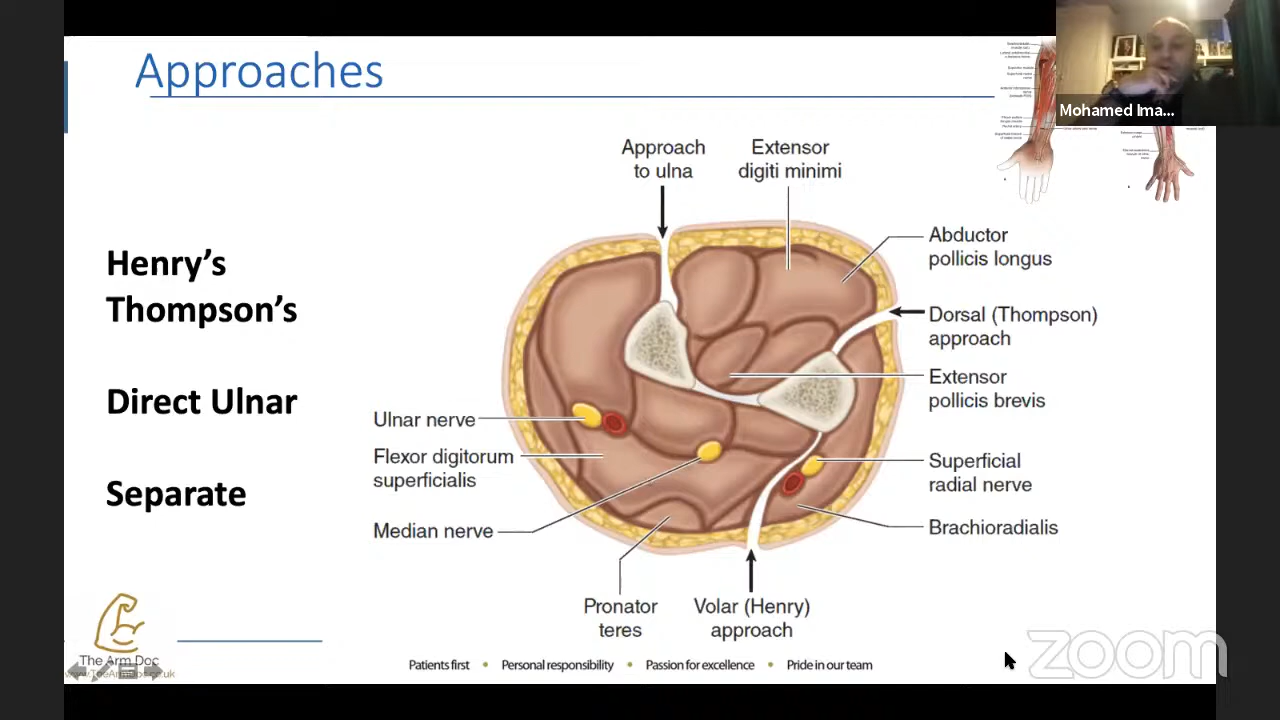 Approaches
Mohamed Ima...
Approach
to ulna
Extensor
digiti minimi
Abductor
pollicis longus
Henry’s
Thompson’s
Dorsal (Thompson)
approach
Extensor
pollicis brevis
Direct Ulnar
Ulnar nerve
Flexor digitorum
superficialis
Superficial
radial nerve
Separate
Median nerve
Brachioradialis
Pronator
teres
Volar (Henry)
approach
The Arm Doc
Patients first • Personal responsibility • Passion for excellence • Pride in our team
zoom